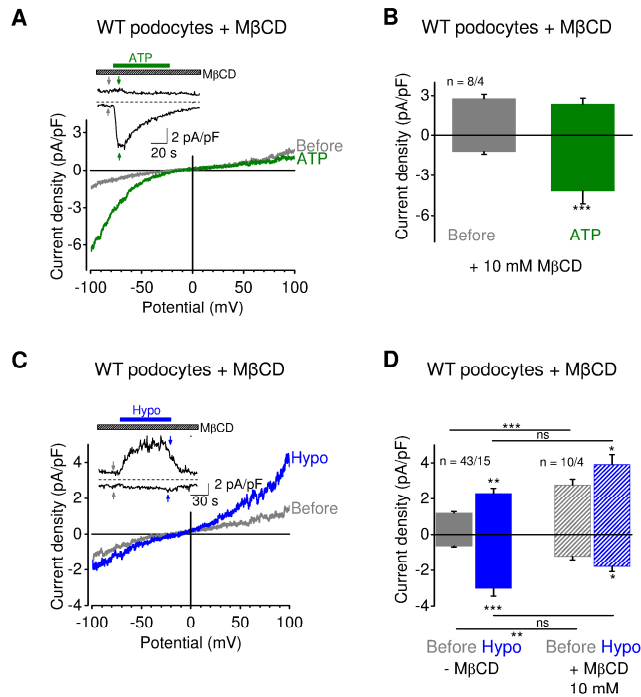 A
WT podocytes + MβCD
ATP
MβCD
2 pA/pF
20 s
Before
ATP
Current density (pA/pF)
3
0
-3
-6
-100 -50 0 50 100
Potential (mV)
B
WT podocytes + MβCD
n = 8/4
Current density (pA/pF)
3
0
-3
-6
***
Before ATP
+ 10 mM MβCD
C
WT podocytes + MβCD
Hypo
MβCD
2 pA/pF
30 s
Hypo
Before
Current density (pA/pF)
4
2
0
-2
-4
-100 -50 0 50 100
Potential (mV)
D
WT podocytes + MβCD
***
ns
n = 43/15
n = 10/4
**
*
Current density (pA/pF)
4
2
0
-2
-4
***
*
ns
**
Before Hypo Before Hypo
- MβCD + MβCD
10 mM